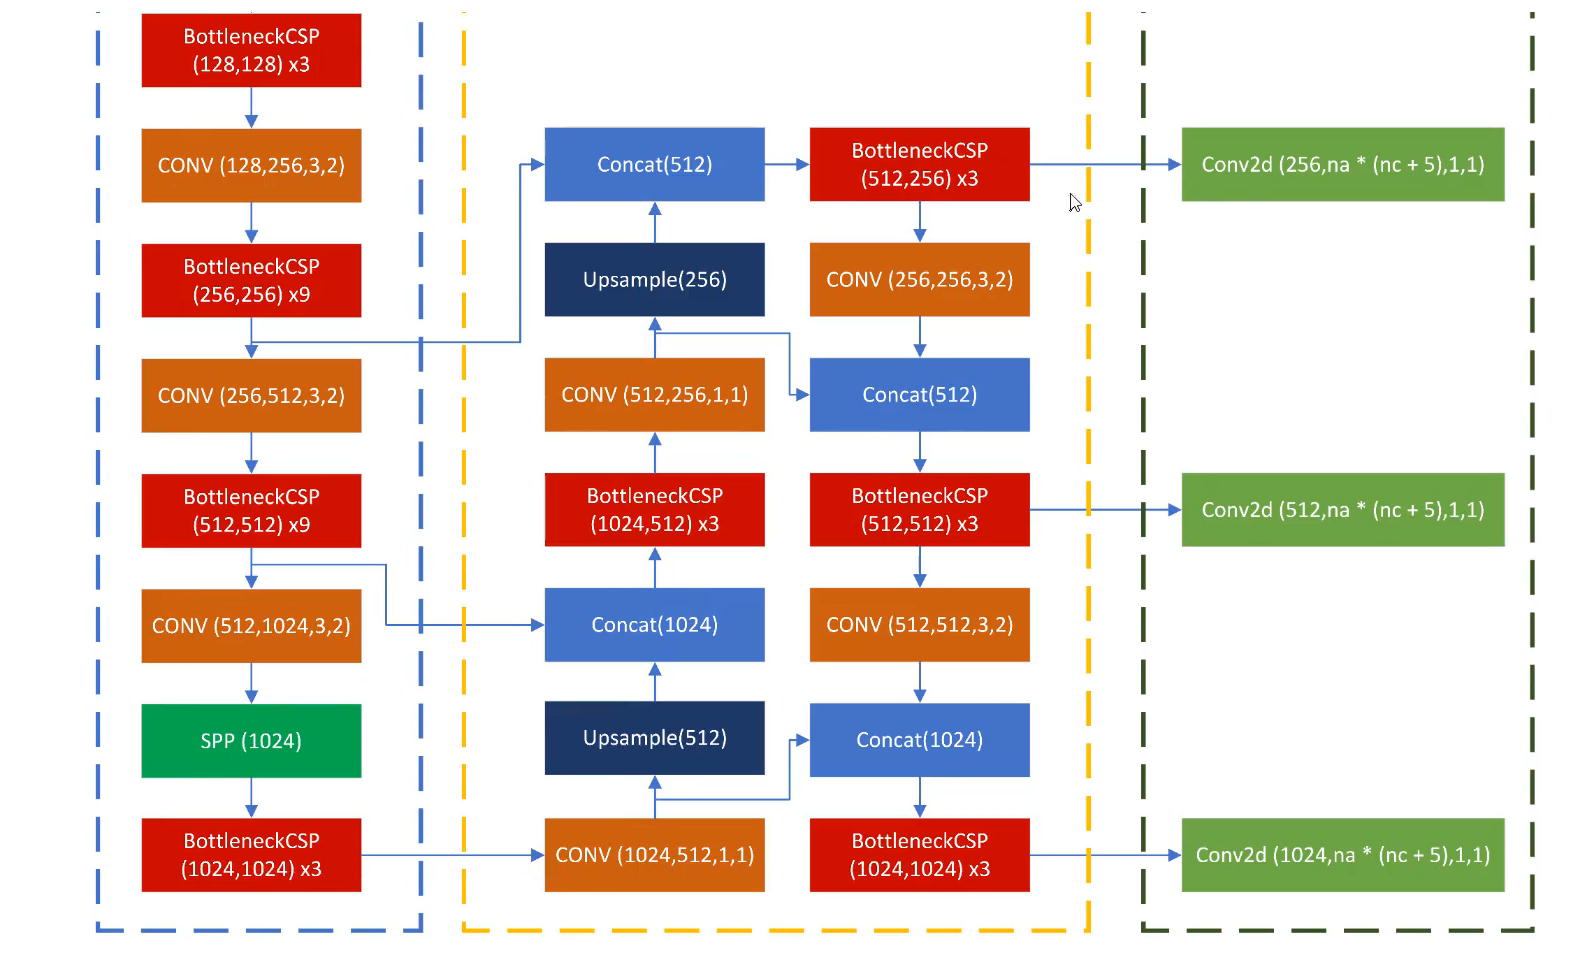 BottleneckCSP
(128,128) x3
CONV (128,256,3,2)
BottleneckCSP
(256,256) x9
CONV (256,512,3,2)
BottleneckCSP
(512,512) x9
CONV (512,1024,3,2)
SPP (1024)
BottleneckCSP
(1024,1024) x3
Concat(512)
Upsample(256)
CONV (512,256,1,1)
BottleneckCSP
(1024,512) x3
Concat(1024)
Upsample(512)
CONV (1024,512,1,1)
BottleneckCSP
(512,256) x3
CONV (256,256,3,2)
Concat(512)
BottleneckCSP
(512,512) x3
CONV (512,512,3,2)
Concat(1024)
BottleneckCSP
(1024,1024) x3
Conv2d (256,na * (nc + 5),1,1)
Conv2d (512,na * (nc + 5),1,1)
Conv2d (1024,na * (nc + 5),1,1)